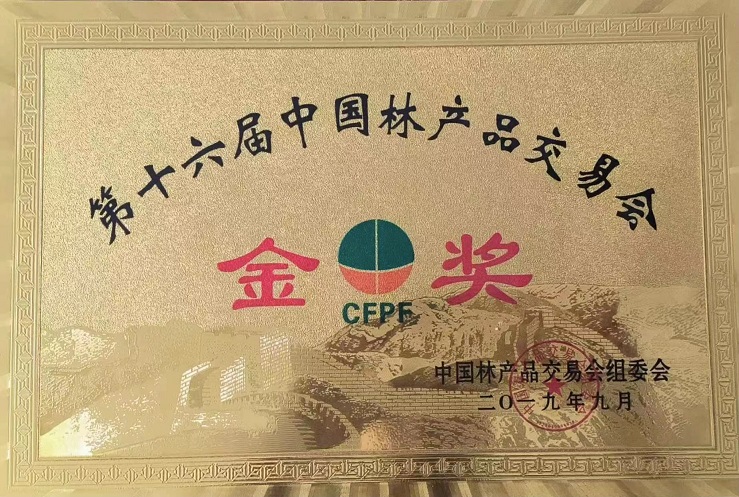 第十六届中国林产品交易会
金奖
CFPF
中国林产品交易会组委会
二〇一九年九月